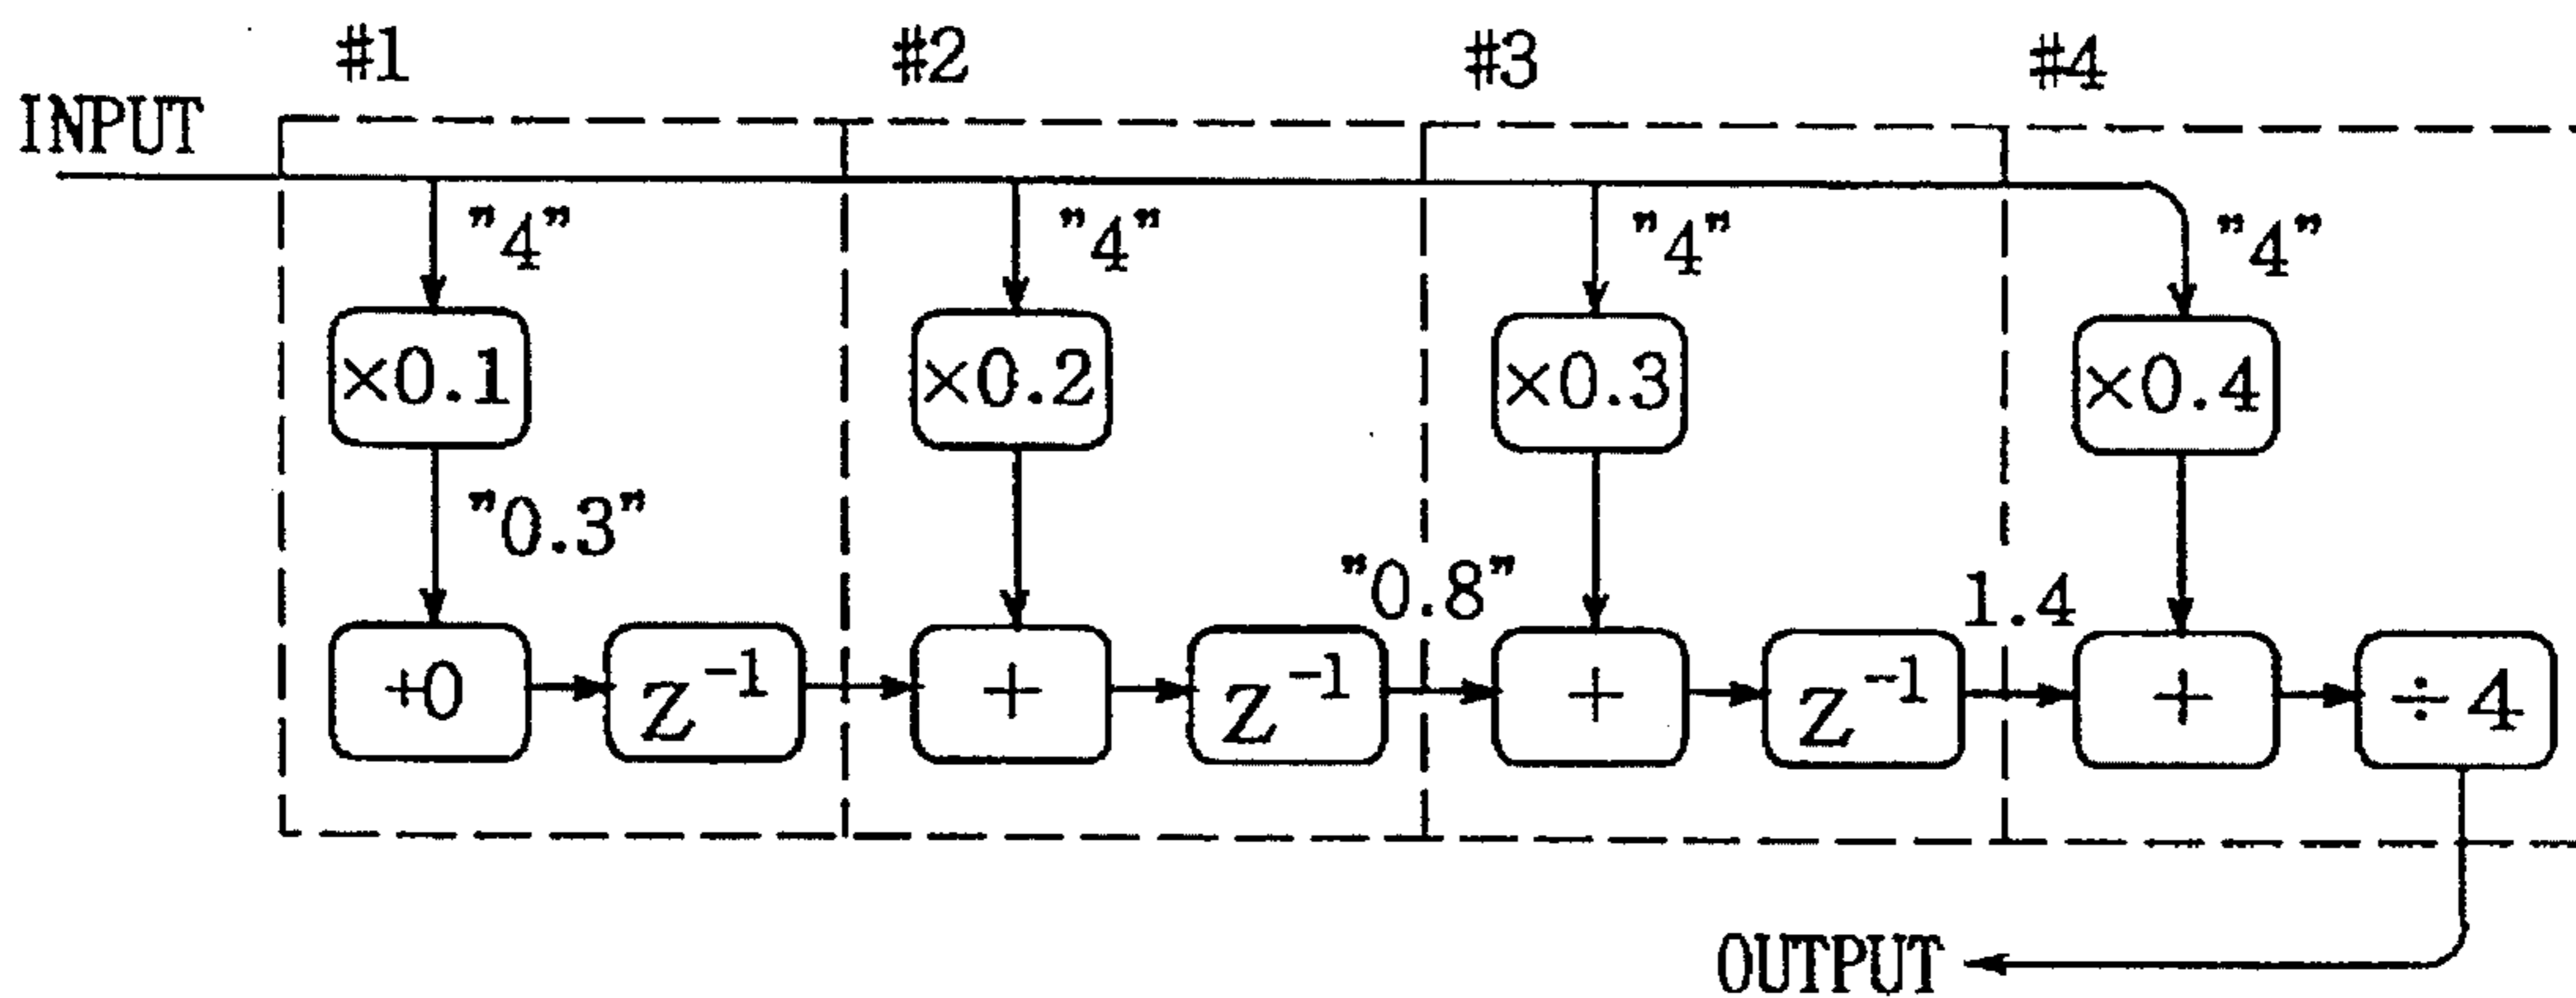 #1 #2 #3 #4
INPUT
"4" "4" "4" "4"
×0.1 ×0.2 ×0.3 ×0.4
"0.3"
"0.8" 1.4
+0 Z⁻¹ + Z⁻¹ + Z⁻¹ + ÷4
OUTPUT